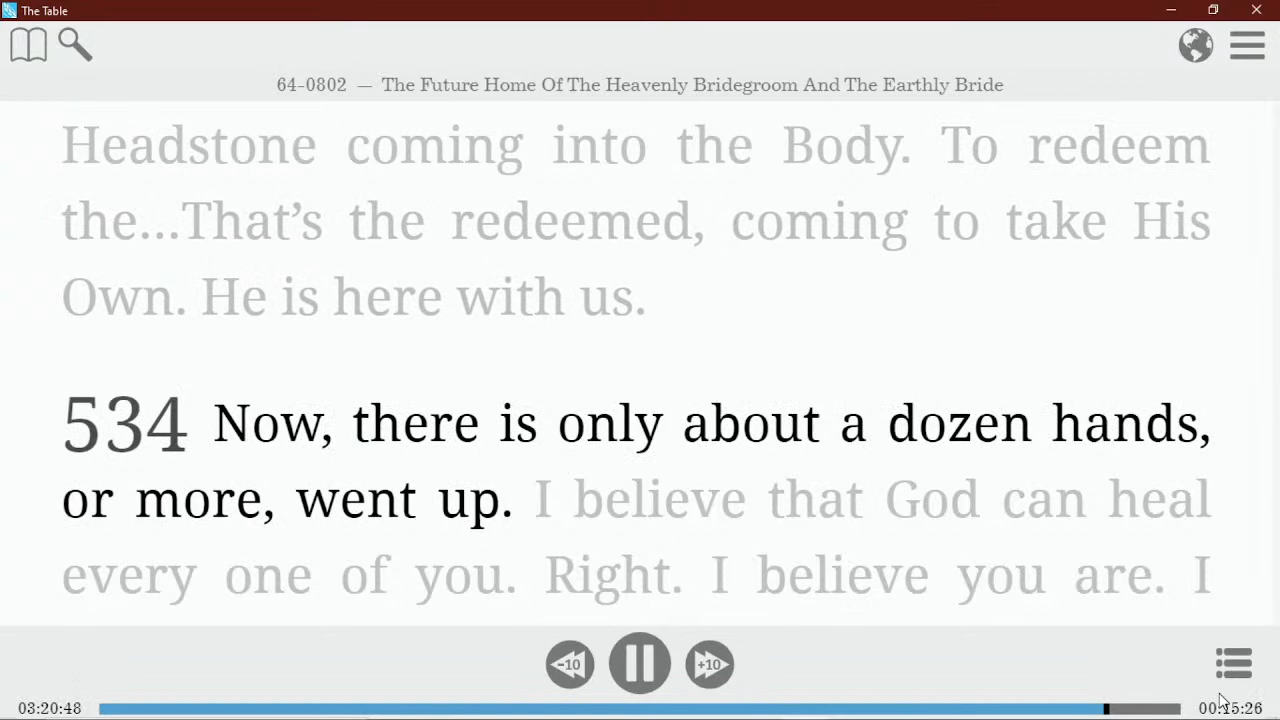 The Table
64-0802 — The Future Home Of The Heavenly Bridegroom And The Earthly Bride
Headstone coming into the Body. To redeem
the…That’s the redeemed, coming to take His
Own. He is here with us.
534 Now, there is only about a dozen hands,
or more, went up. I believe that God can heal
every one of you. Right. I believe you are. I
-10
+10
03:20:48
00:15:26